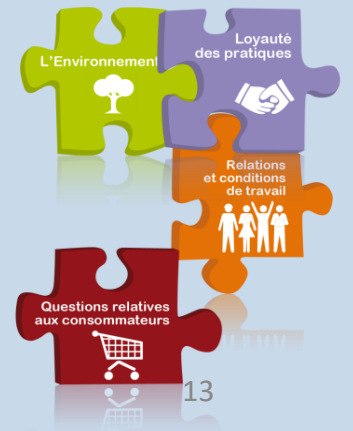 L'Environnement
Loyauté
des pratiques
Relations
et conditions
de travail
Questions relatives
aux consommateurs
13